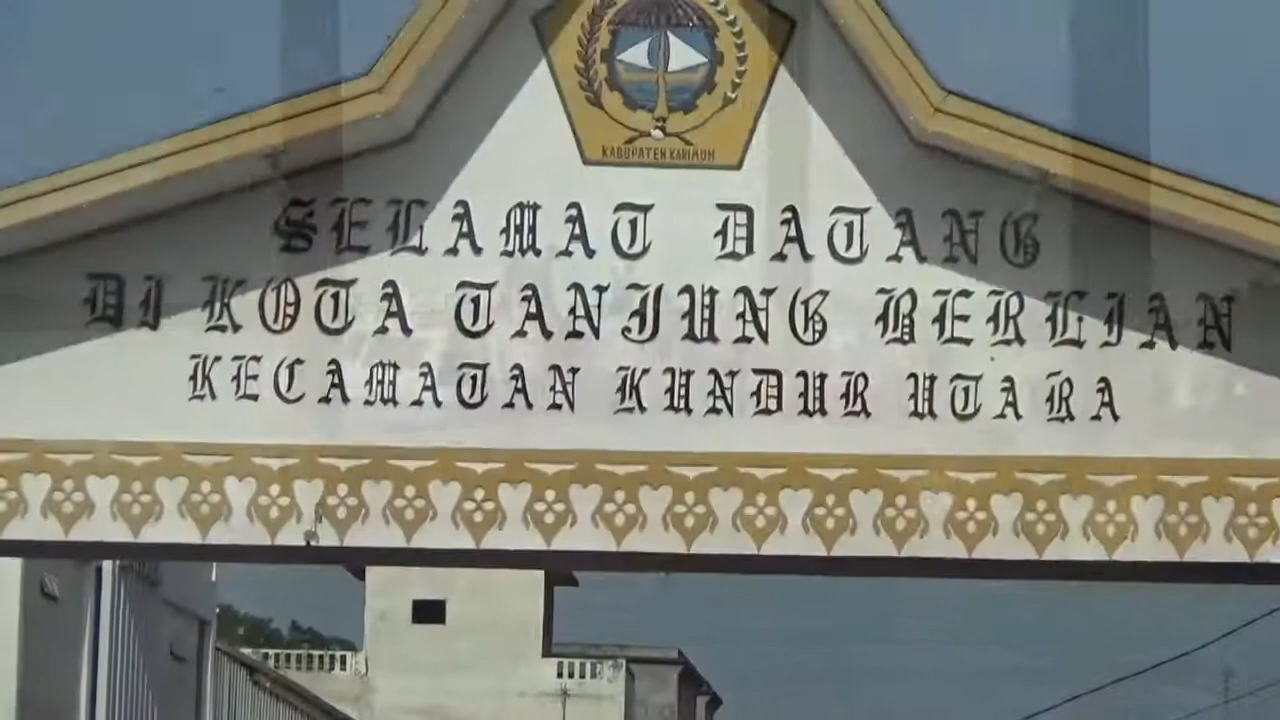 KABUPATEN KARIMUN
SELAMAT DATANG
DI KOTA TANJUNG BERLIAN
KECAMATAN KUNDUR UTARA